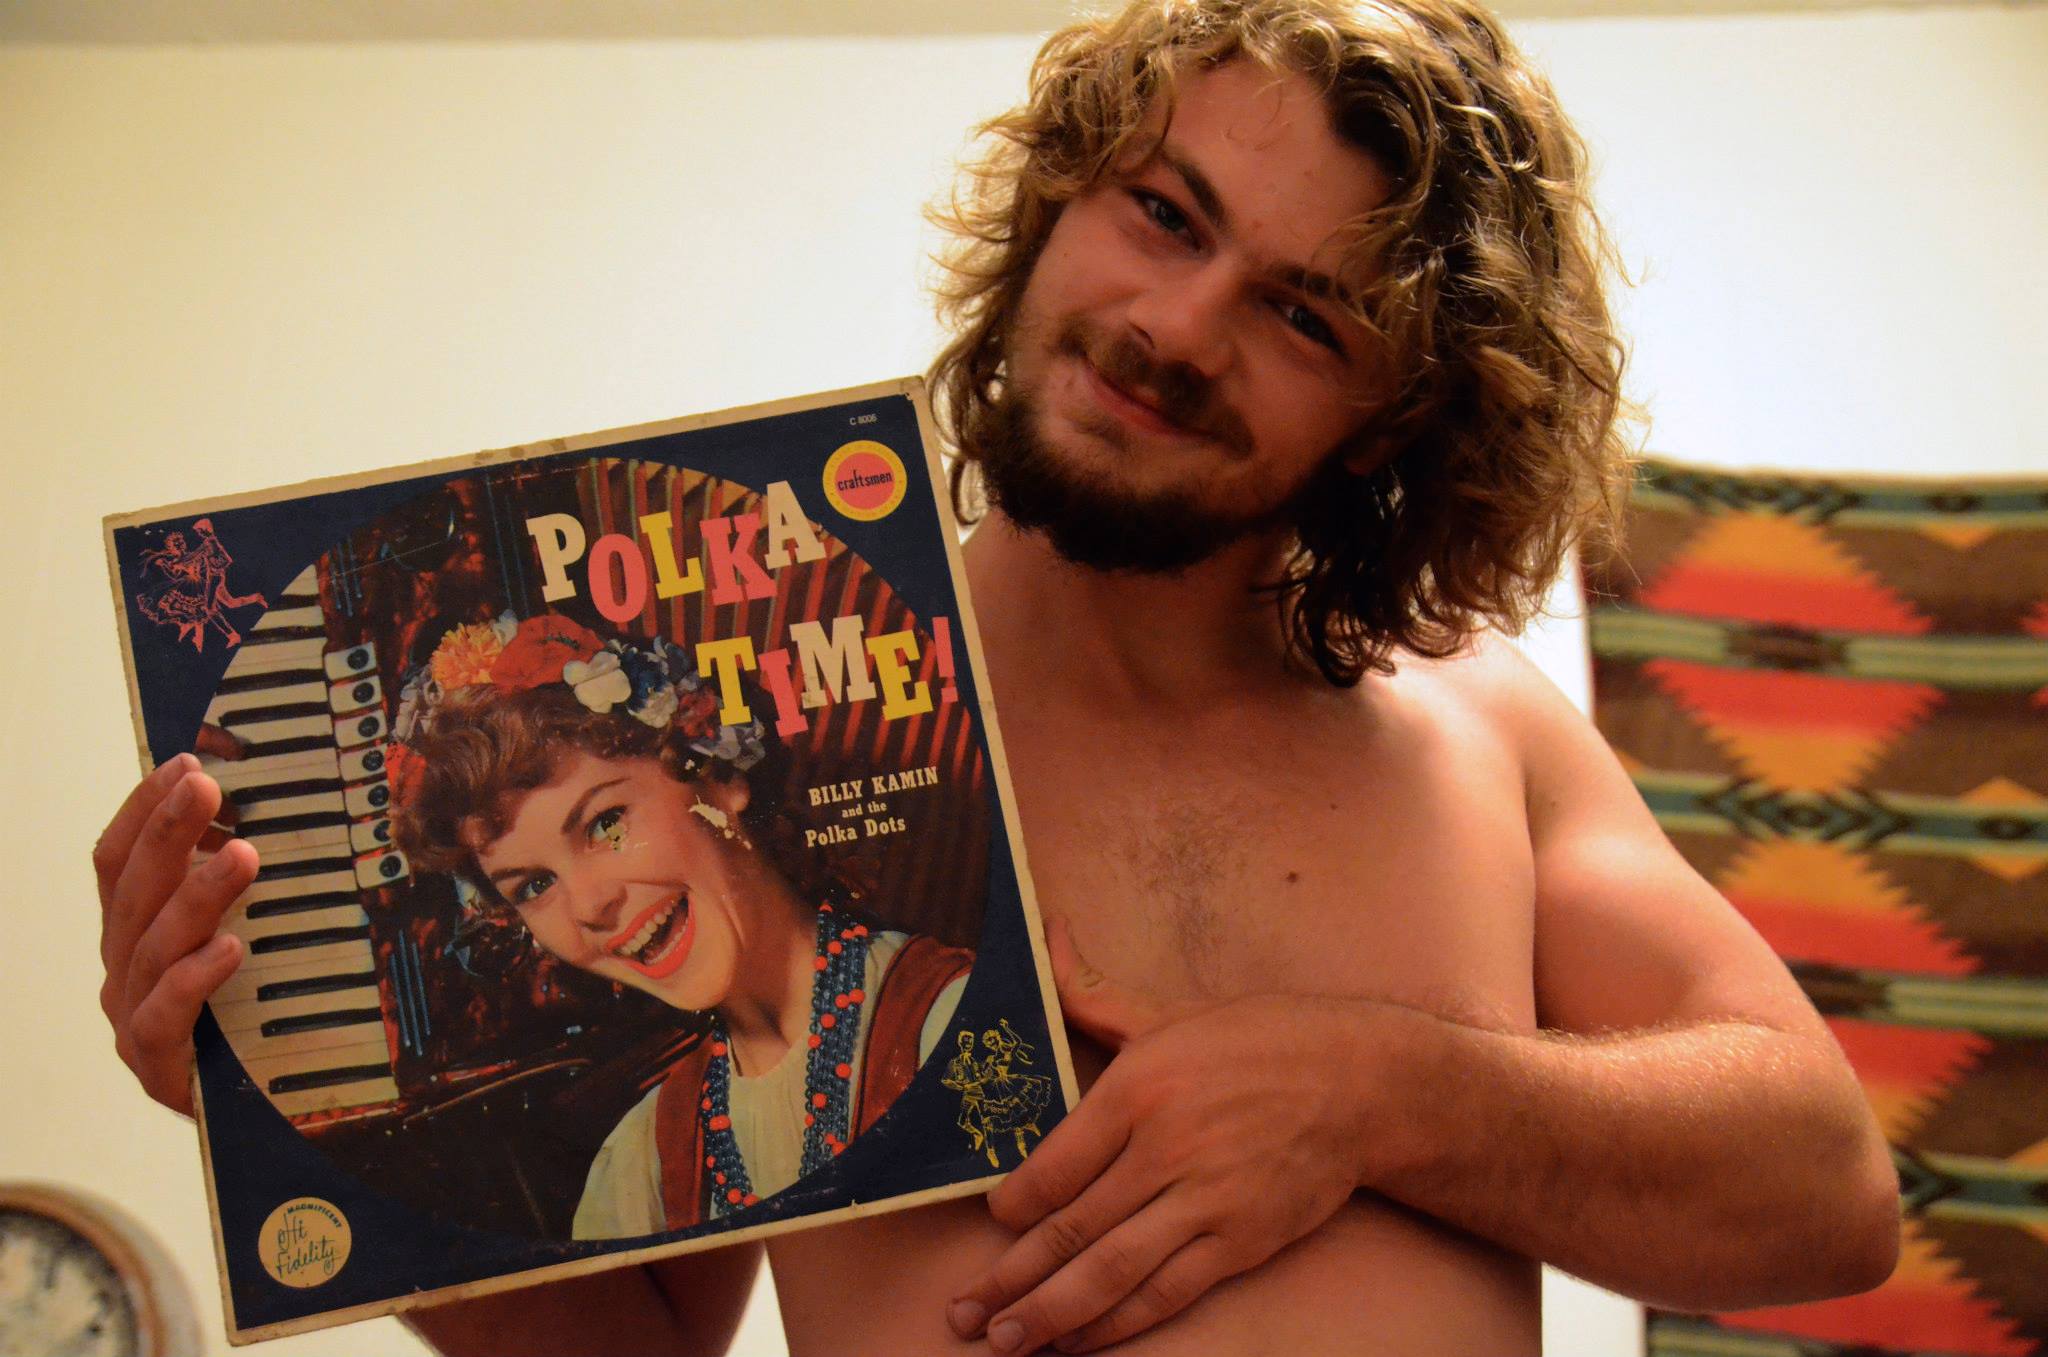 C 8006
craftsmen
POLKA
TIME!
BILLY KAMIN
and the
Polka Dots
MAGNIFICENT
Hi
Fidelity